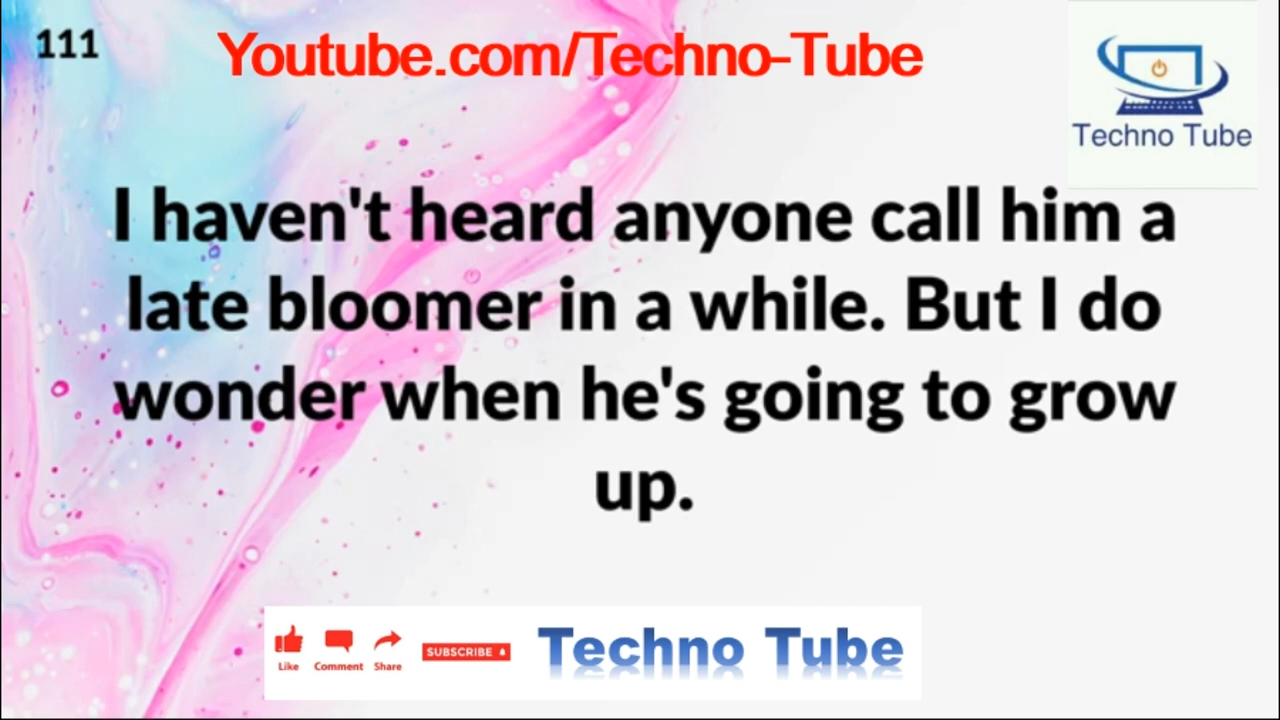 111
Youtube.com/Techno-Tube
Techno Tube
I haven't heard anyone call him a
late bloomer in a while. But I do
wonder when he's going to grow
up.
Like Comment Share
SUBSCRIBE
Techno Tube